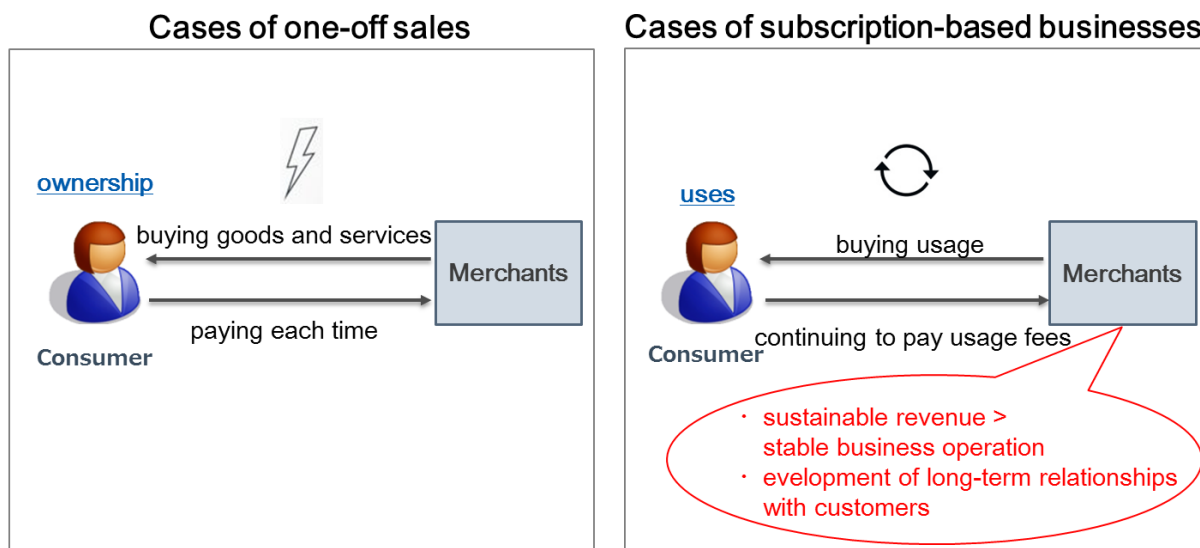 Cases of one-off sales
ownership
buying goods and services
Merchants
paying each time
Consumer
Cases of subscription-based businesses
uses
buying usage
Merchants
continuing to pay usage fees
Consumer
・ sustainable revenue >
stable business operation
・ evelopment of long-term relationships
with customers